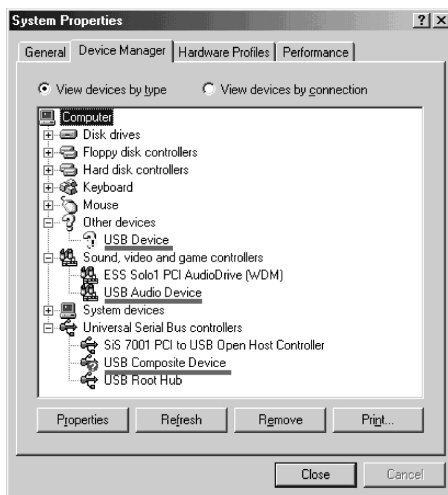 System Properties
General Device Manager Hardware Profiles Performance
View devices by type View devices by connection
Computer
Disk drives
Floppy disk controllers
Hard disk controllers
Keyboard
Mouse
Other devices
USB Device
Sound, video and game controllers
ESS Solo1 PCI AudioDrive (WDM)
USB Audio Device
System devices
Universal Serial Bus controllers
SiS 7001 PCI to USB Open Host Controller
USB Composite Device
USB Root Hub
Properties Refresh Remove Print...
Close Cancel